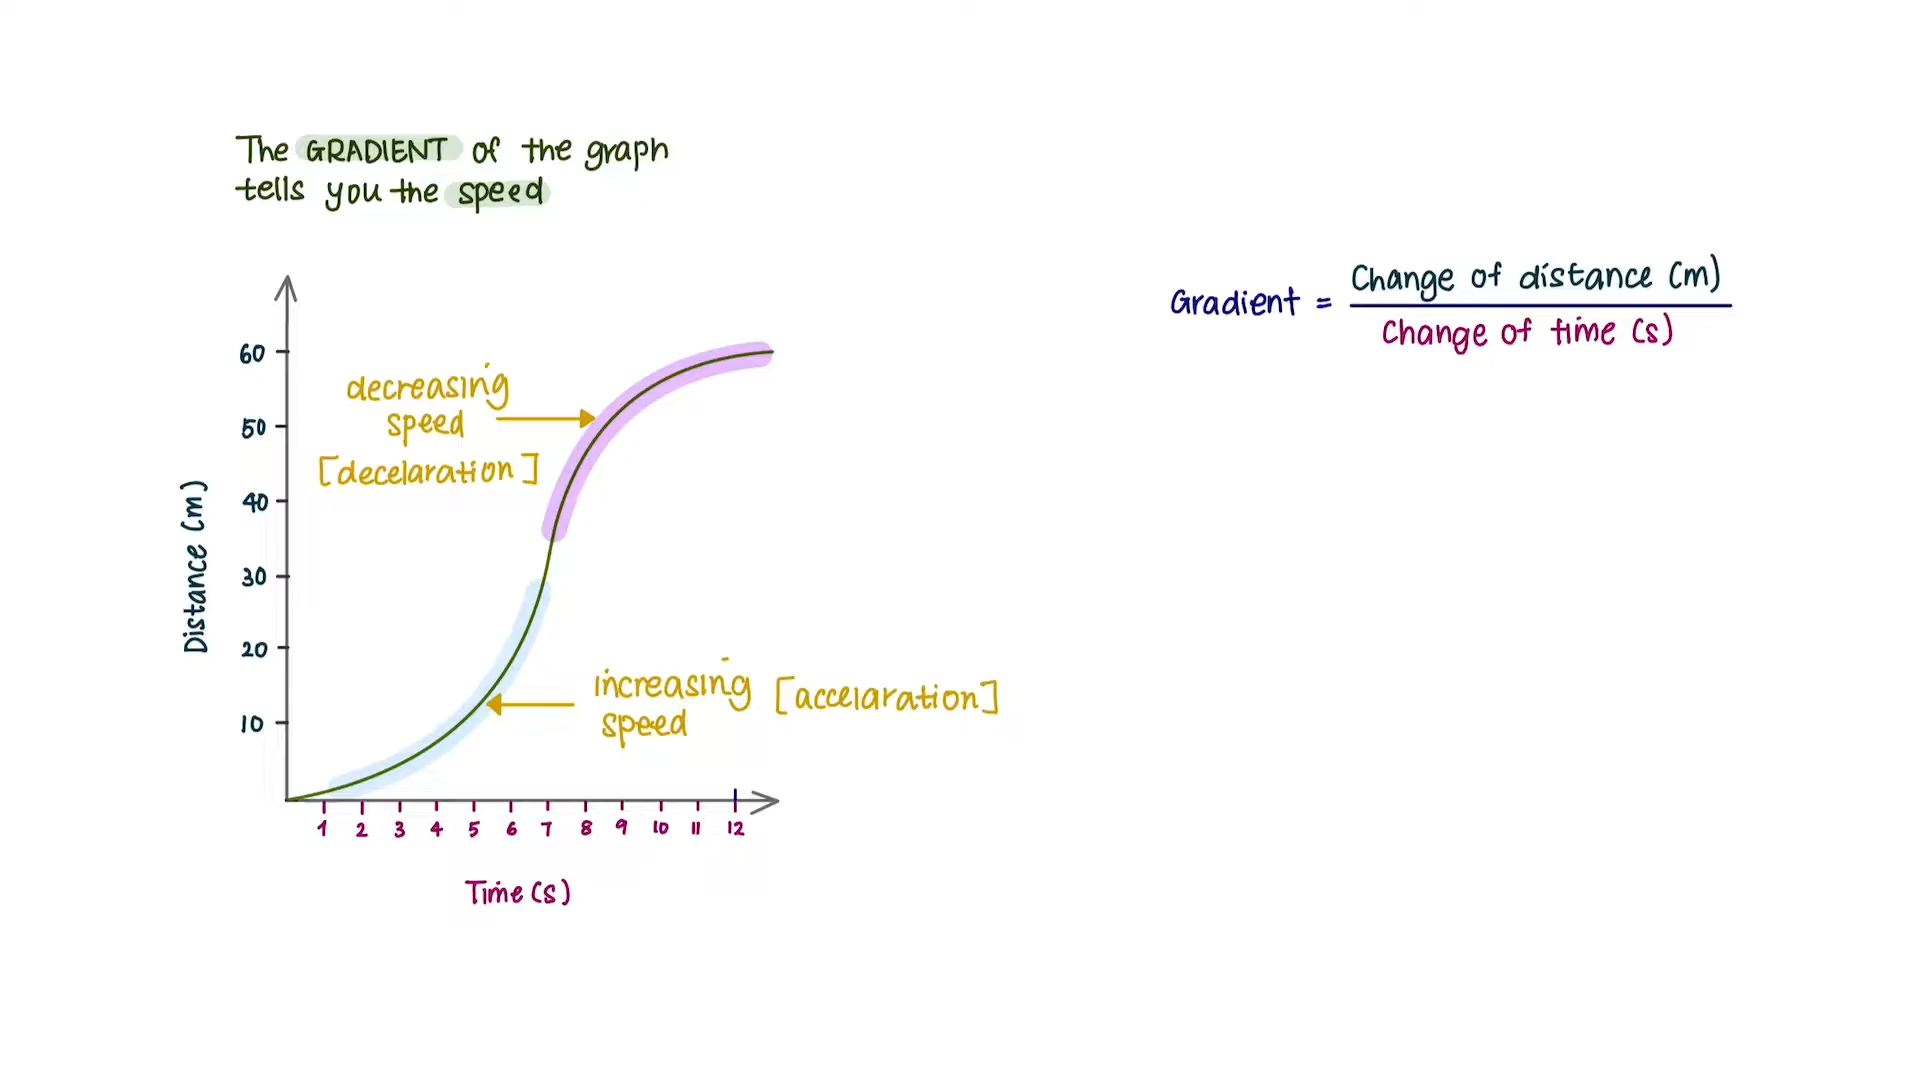 The GRADIENT of the graph
tells you the speed
Gradient = Change of distance (m)
Change of time (s)
60
50
40
30
20
10
Distance (m)
decreasing
speed
[decelaration]
increasing
speed
[accelaration]
1 2 3 4 5 6 7 8 9 10 11 12
Time (s)